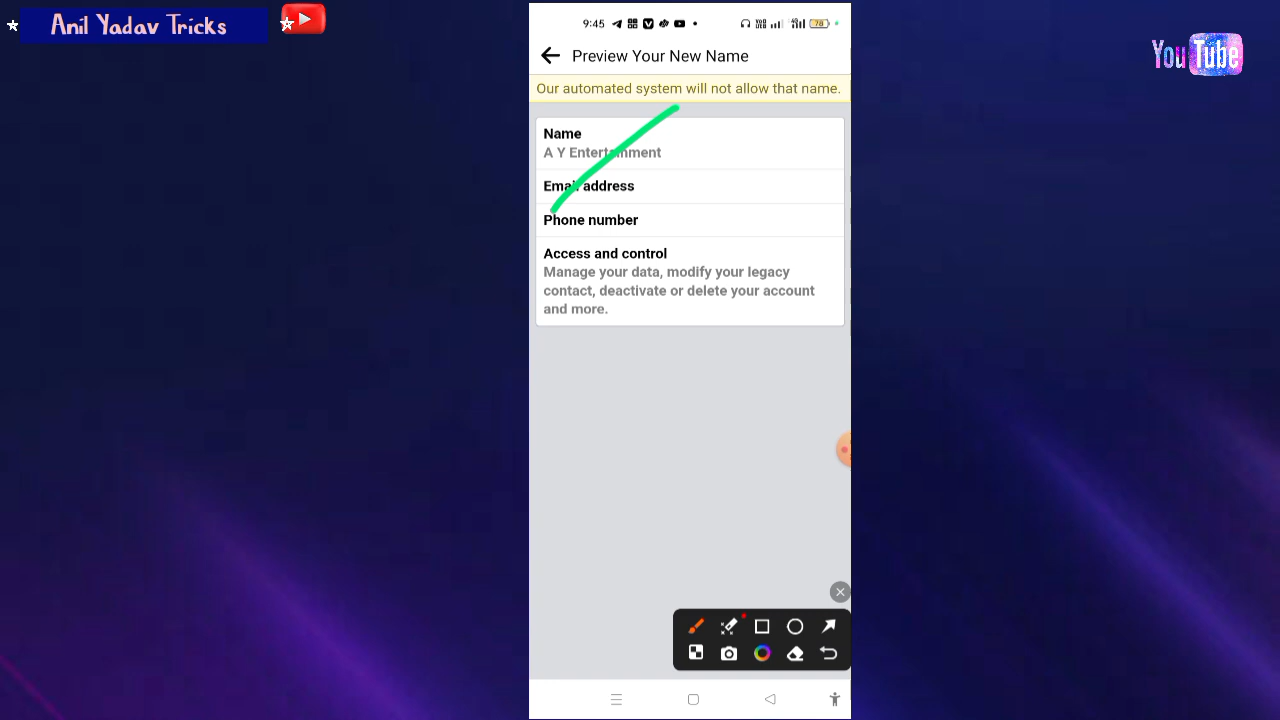 Anil Yadav Tricks
YouTube
9:45
78
Preview Your New Name
Our automated system will not allow that name.
Name
A Y Entertainment
Email address
Phone number
Access and control
Manage your data, modify your legacy
contact, deactivate or delete your account
and more.